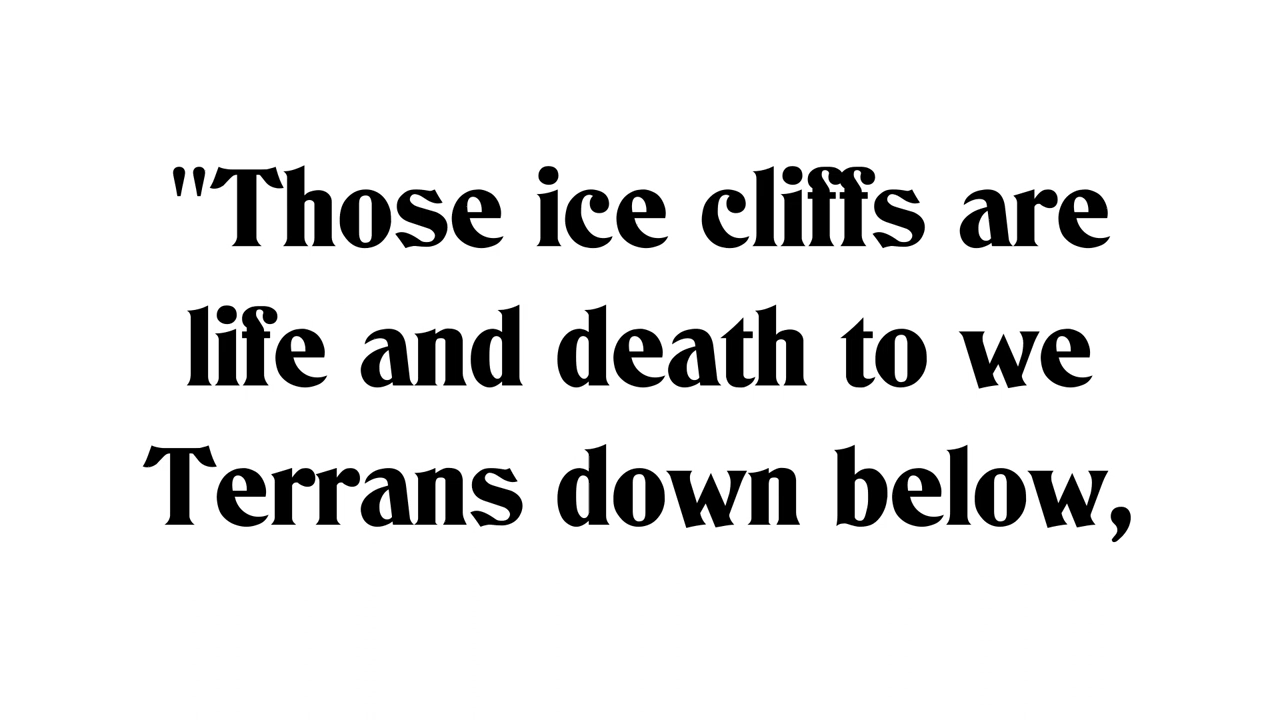 "Those ice cliffs are
life and death to we
Terrans down below,